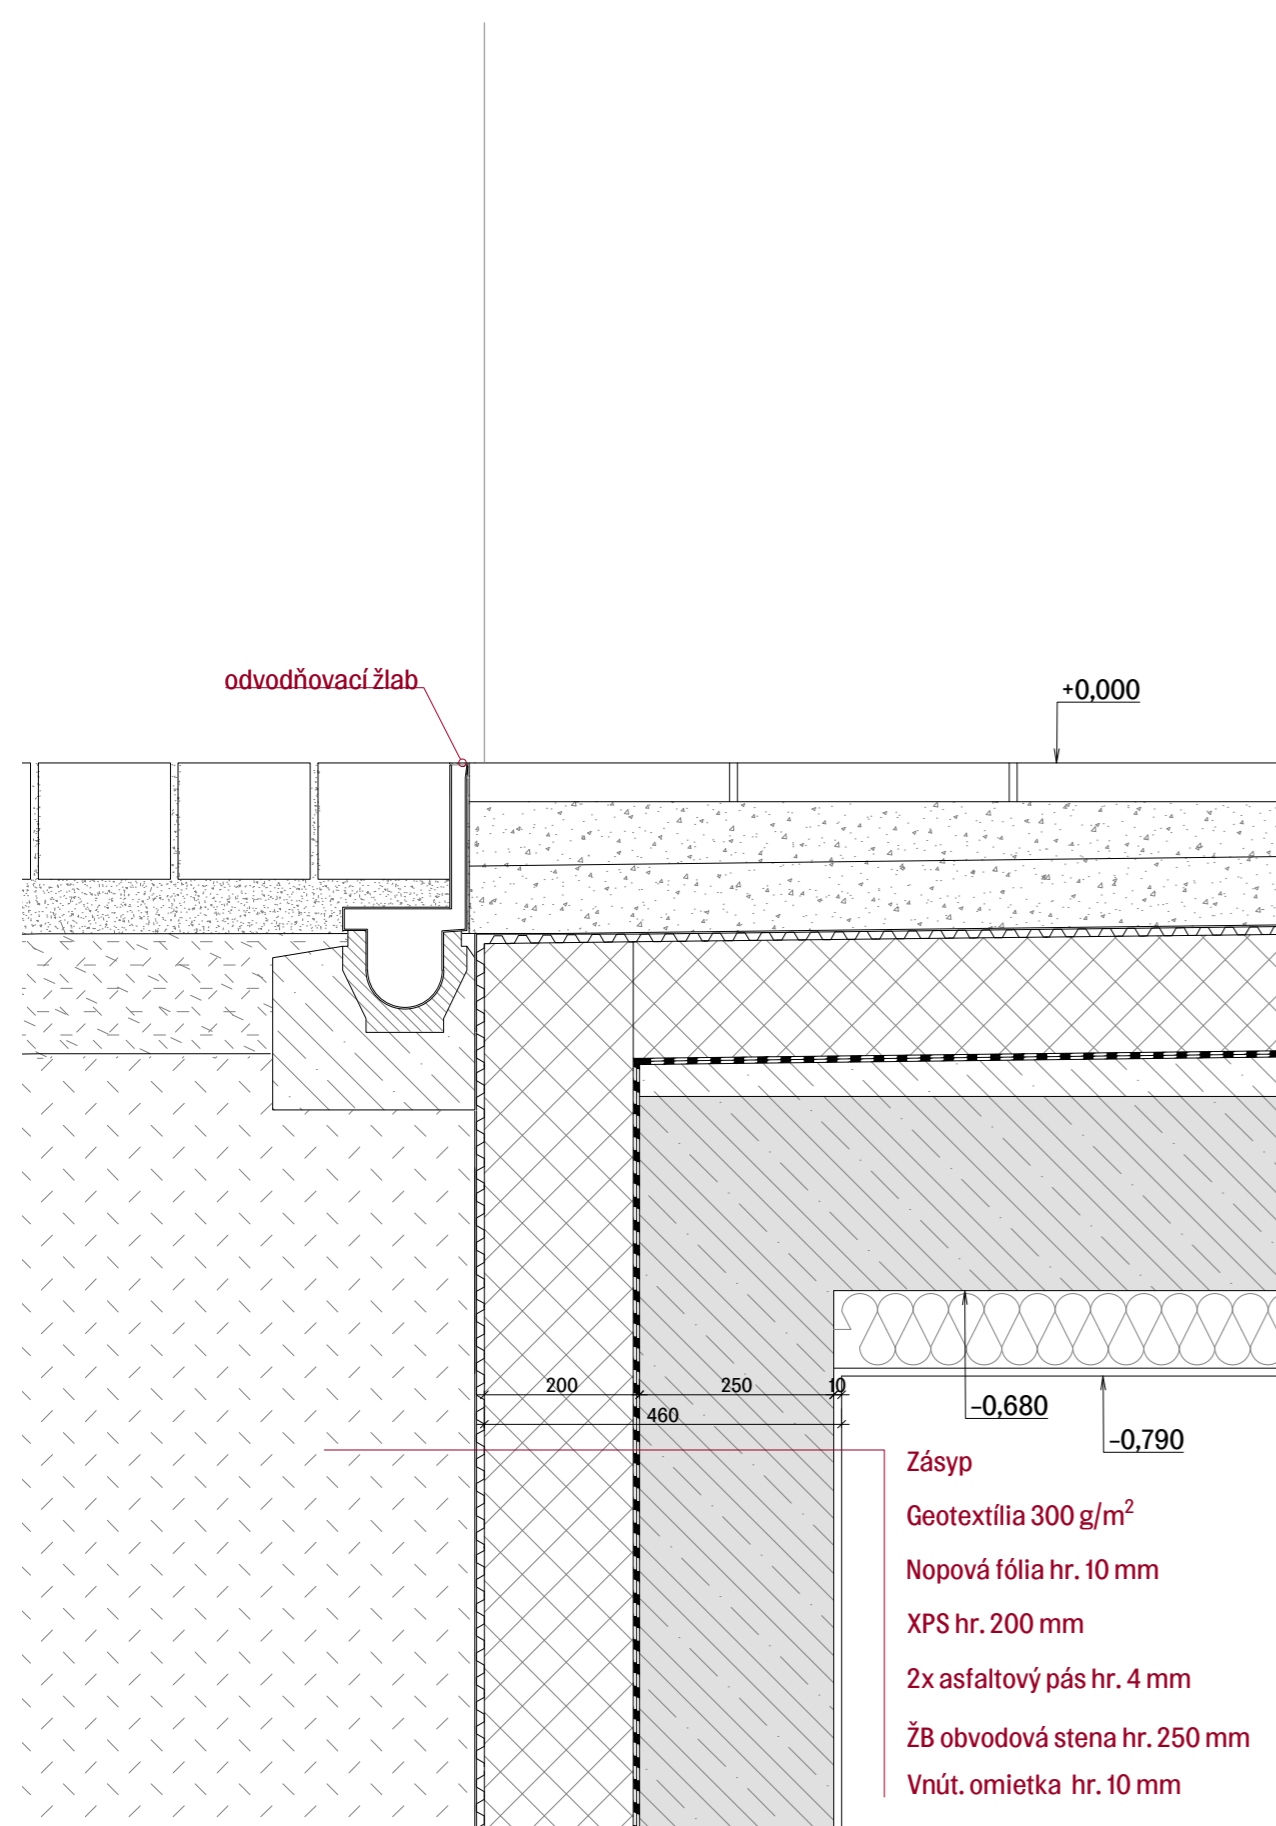 odvodňovací žlab
+0,000
200
250
10
460
-0,680
-0,790
Zásyp
Geotextília 300 g/m²
Nopová fólia hr. 10 mm
XPS hr. 200 mm
2x asfaltový pás hr. 4 mm
ŽB obvodová stena hr. 250 mm
Vnút. omietka hr. 10 mm